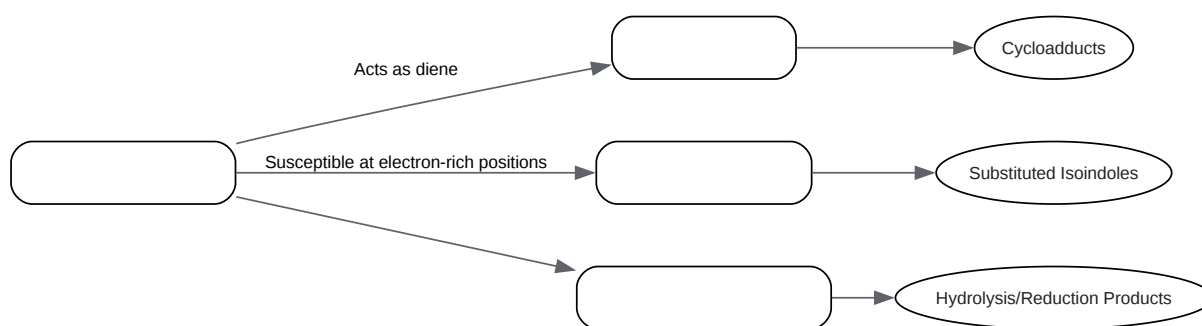 Acts as diene
Cycloadducts
Susceptible at electron-rich positions
Substituted Isoindoles
Hydrolysis/Reduction Products